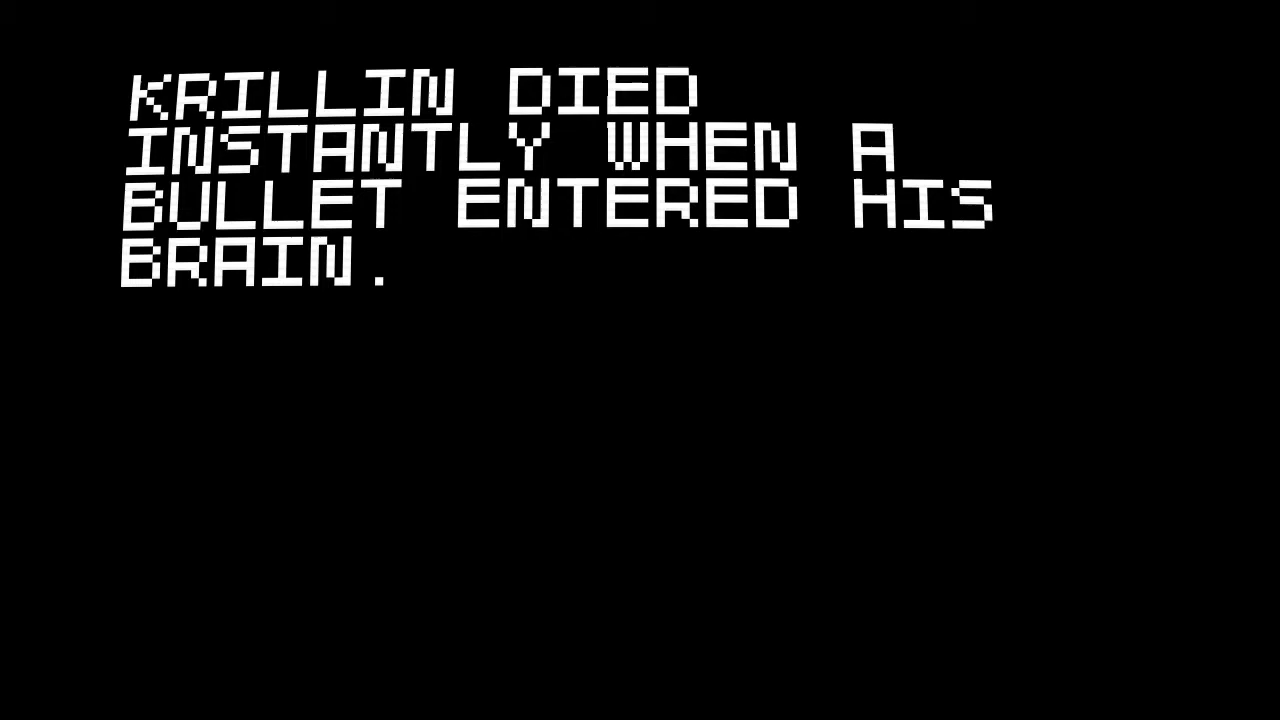 KRILLIN DIED
INSTANTLY WHEN A
BULLET ENTERED HIS
BRAIN.